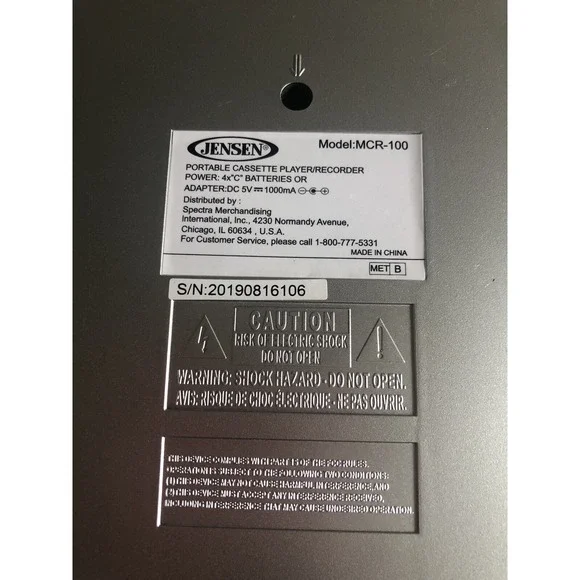 JENSEN®
Model:MCR-100
PORTABLE CASSETTE PLAYER/RECORDER
POWER: 4x"C" BATTERIES OR
ADAPTER:DC 5V⎓1000mA
Distributed by :
Spectra Merchandising
International, Inc., 4230 Normandy Avenue,
Chicago, IL 60634 , U.S.A.
For Customer Service, please call 1-800-777-5331
MADE IN CHINA
MET B
S/N:20190816106
CAUTION
RISK OF ELECTRIC SHOCK
DO NOT OPEN
WARNING: SHOCK HAZARD - DO NOT OPEN.
AVIS: RISQUE DE CHOC ÉLECTRIQUE - NE PAS OUVRIR.
THIS DEVICE COMPLIES WITH PART 15 OF THE FCC RULES.
OPERATION IS SUBJECT TO THE FOLLOWING TWO CONDITIONS:
(1)THIS DEVICE MAY NOT CAUSE HARMFUL INTERFERENCE,AND
(2)THIS DEVICE MUST ACCEPT ANY INTERFERENCE RECEIVED,
INCLUDING INTERFERENCE THAT MAY CAUSE UNDESIRED OPERATION.